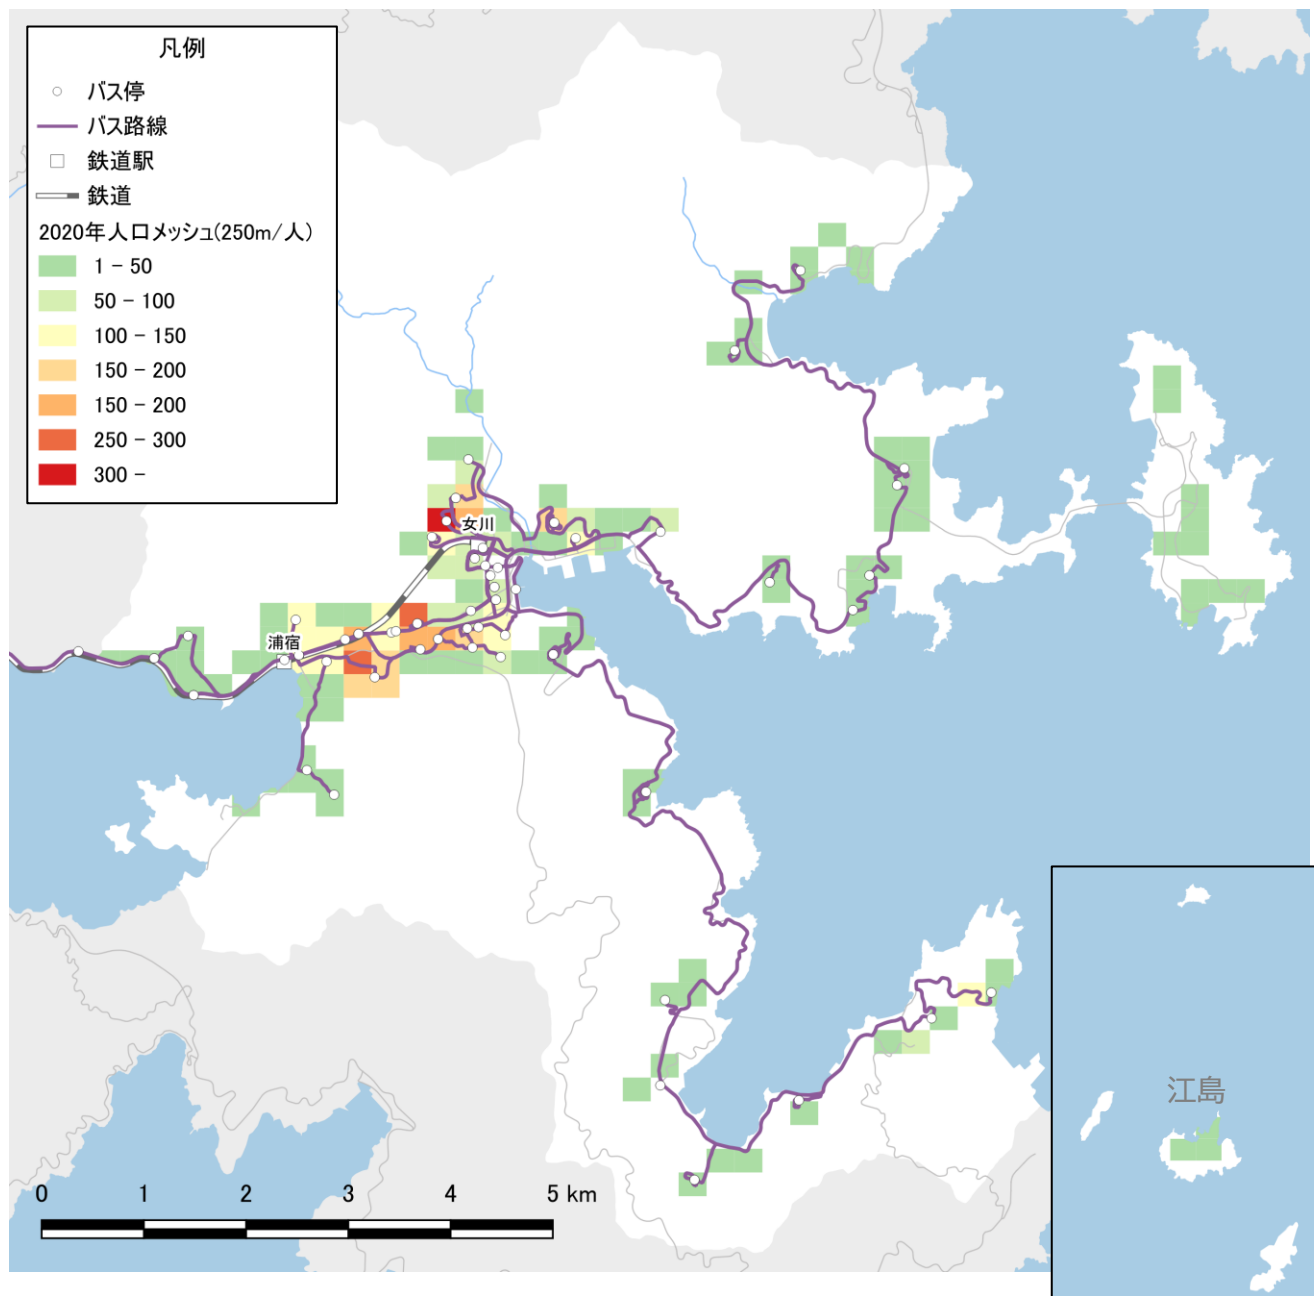 凡例
バス停
バス路線
鉄道駅
鉄道
2020年人口メッシュ(250m/人)
1 - 50
50 - 100
100 - 150
150 - 200
150 - 200
250 - 300
300 -
女川
浦宿
江島
0 1 2 3 4 5 km